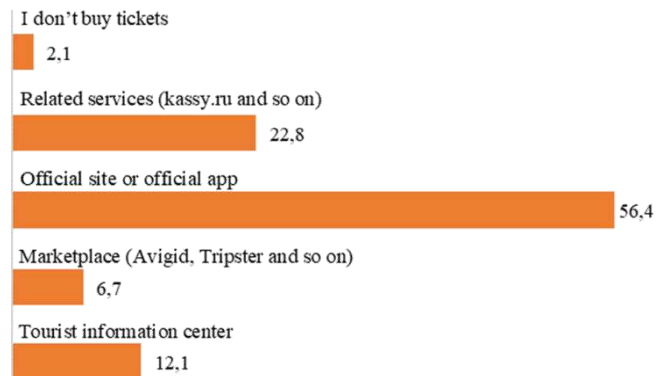 I don’t buy tickets
2,1
Related services (kassy.ru and so on)
22,8
Official site or official app
56,4
Marketplace (Avigid, Tripster and so on)
6,7
Tourist information center
12,1